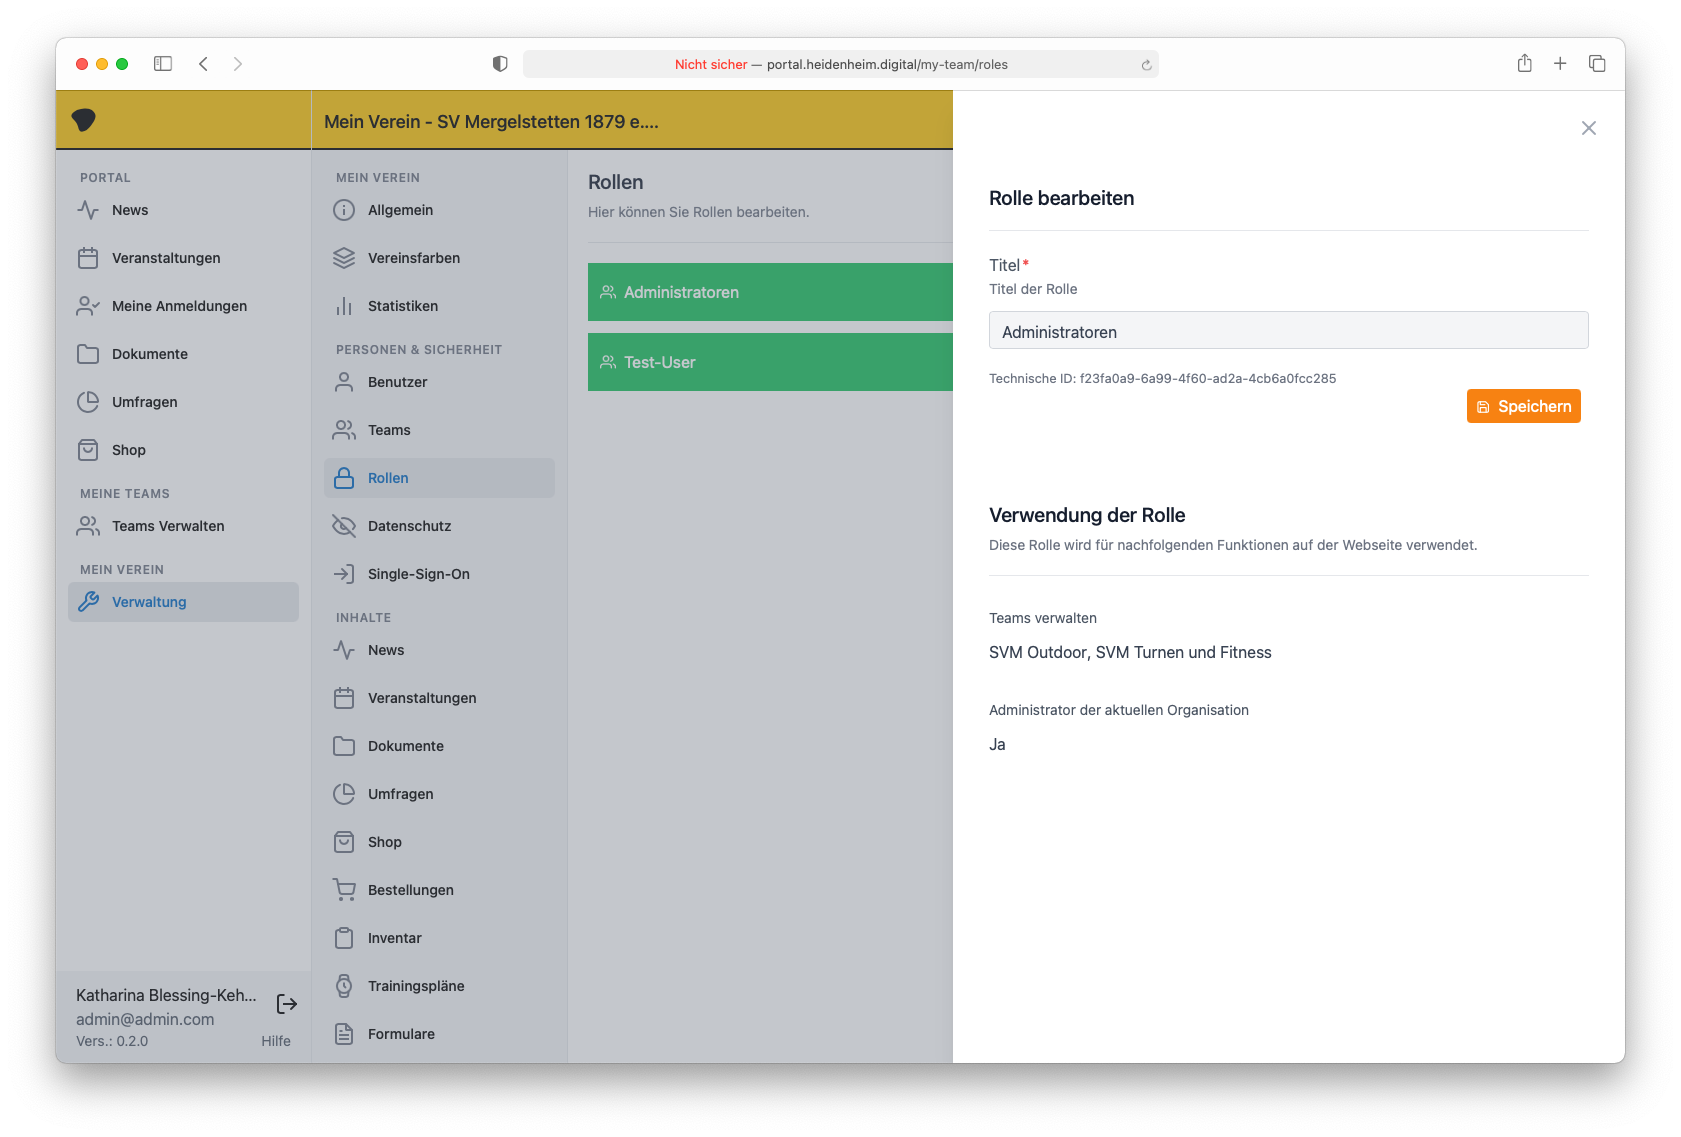 Nicht sicher — portal.heidenheim.digital/my-team/roles
Mein Verein - SV Mergelstetten 1879 e....
PORTAL
News
Veranstaltungen
Meine Anmeldungen
Dokumente
Umfragen
Shop
MEINE TEAMS
Teams Verwalten
MEIN VEREIN
Verwaltung
Katharina Blessing-Keh...
admin@admin.com
Vers.: 0.2.0
Hilfe
MEIN VEREIN
Allgemein
Vereinsfarben
Statistiken
PERSONEN & SICHERHEIT
Benutzer
Teams
Rollen
Datenschutz
Single-Sign-On
INHALTE
News
Veranstaltungen
Dokumente
Umfragen
Shop
Bestellungen
Inventar
Trainingspläne
Formulare
Rollen
Hier können Sie Rollen bearbeiten.
Administratoren
Test-User
Rolle bearbeiten
Titel*
Titel der Rolle
Administratoren
Technische ID: f23fa0a9-6a99-4f60-ad2a-4cb6a0fcc285
Speichern
Verwendung der Rolle
Diese Rolle wird für nachfolgenden Funktionen auf der Webseite verwendet.
Teams verwalten
SVM Outdoor, SVM Turnen und Fitness
Administrator der aktuellen Organisation
Ja